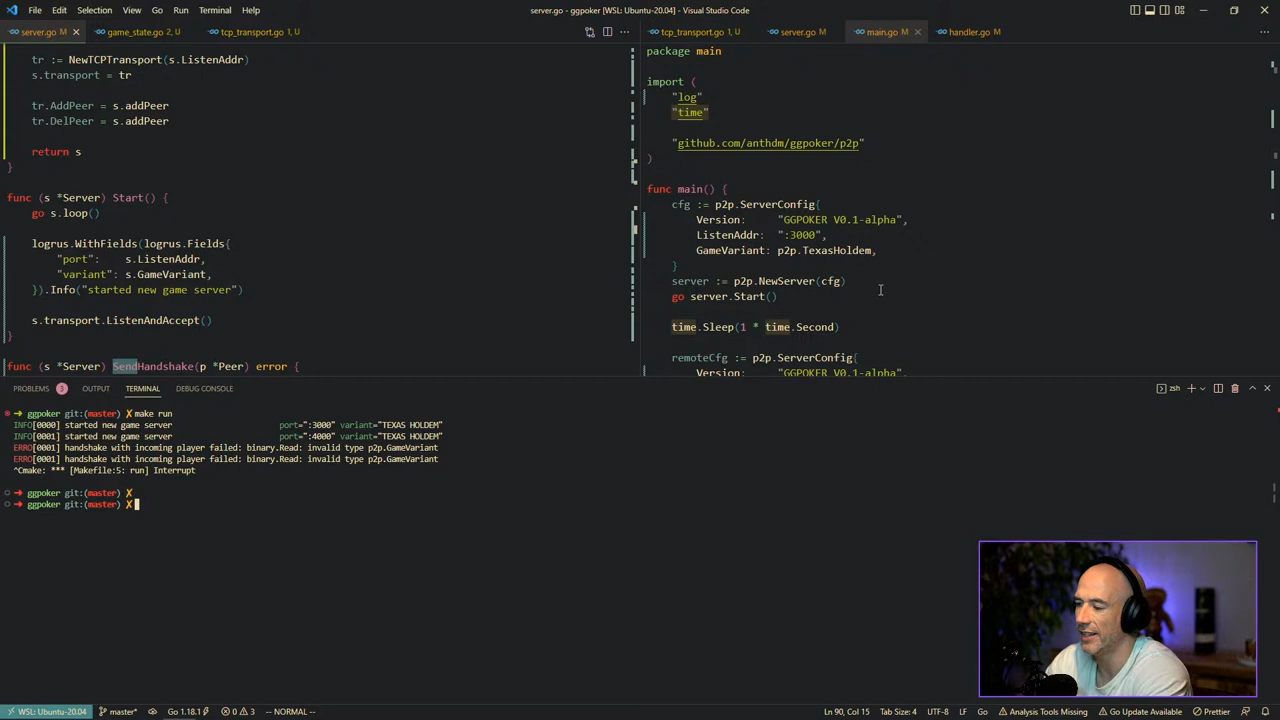 File Edit Selection View Go Run Terminal Help
server.go - ggpoker [WSL: Ubuntu-20.04] - Visual Studio Code
server.go M
game_state.go 2, U
tcp_transport.go 1, U
tr := NewTCPTransport(s.ListenAddr)
s.transport = tr
tr.AddPeer = s.addPeer
tr.DelPeer = s.addPeer
return s
}
func (s *Server) Start() {
go s.loop()
logrus.WithFields(logrus.Fields{
"port": s.ListenAddr,
"variant": s.GameVariant,
}).Info("started new game server")
s.transport.ListenAndAccept()
}
func (s *Server) SendHandshake(p *Peer) error {
tcp_transport.go 1, U
server.go M
main.go M
handler.go M
package main
import (
"log"
"time"
"github.com/anthdm/ggpoker/p2p"
)
func main() {
cfg := p2p.ServerConfig{
Version: "GGPOKER V0.1-alpha",
ListenAddr: ":3000",
GameVariant: p2p.TexasHoldem,
}
server := p2p.NewServer(cfg)
go server.Start()
time.Sleep(1 * time.Second)
remoteCfg := p2p.ServerConfig{
Version: "GGPOKER V0.1-alpha",
PROBLEMS 3 OUTPUT TERMINAL DEBUG CONSOLE
zsh
➜ ggpoker git:(master) ✗ make run
INFO[0000] started new game server port=":3000" variant="TEXAS HOLDEM"
INFO[0001] started new game server port=":4000" variant="TEXAS HOLDEM"
ERRO[0001] handshake with incoming player failed: binary.Read: invalid type p2p.GameVariant
ERRO[0001] handshake with incoming player failed: binary.Read: invalid type p2p.GameVariant
^Cmake: *** [Makefile:5: run] Interrupt
➜ ggpoker git:(master) ✗
➜ ggpoker git:(master) ✗
WSL: Ubuntu-20.04 master* Go 1.18.1 0 3 -- NORMAL --
Ln 90, Col 15 Tab Size: 4 UTF-8 LF Go Analysis Tools Missing Go Update Available Prettier